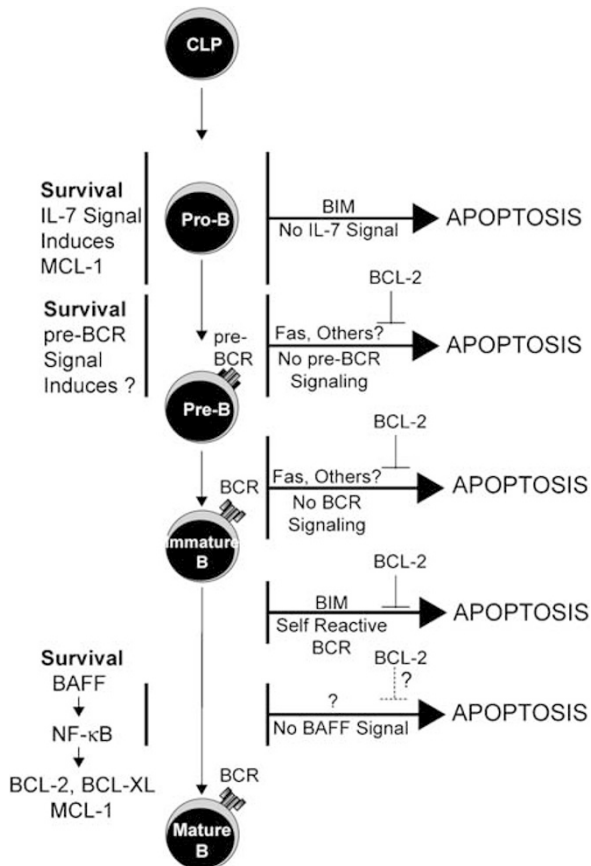 CLP
Survival
IL-7 Signal
Induces
MCL-1
Pro-B
BIM
No IL-7 Signal
APOPTOSIS
Survival
pre-BCR
Signal
Induces ?
pre-
BCR
Pre-B
BCL-2
Fas, Others?
No pre-BCR
Signaling
APOPTOSIS
BCL-2
BCR
Fas, Others?
No BCR
Signaling
APOPTOSIS
Immature
B
BCL-2
BIM
Self Reactive
BCR
APOPTOSIS
Survival
BAFF
NF-κB
BCL-2, BCL-XL
MCL-1
BCL-2
?
?
No BAFF Signal
APOPTOSIS
BCR
Mature
B